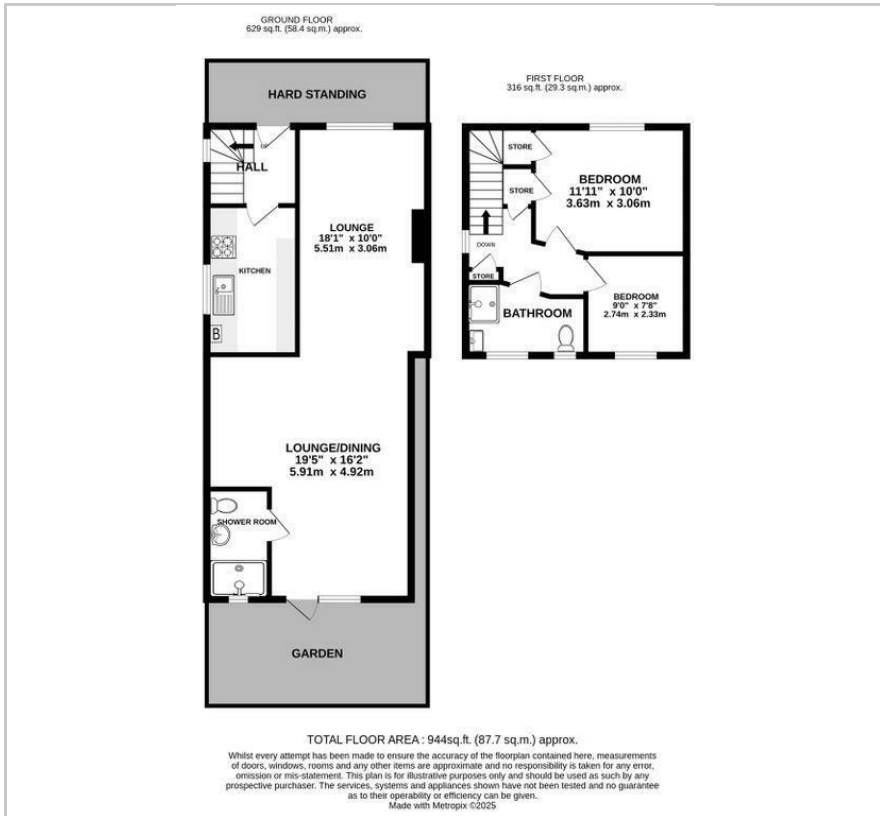 GROUND FLOOR
629 sq.ft. (58.4 sq.m.) approx.
HARD STANDING
UP
HALL
LOUNGE
18'1" x 10'0"
5.51m x 3.06m
KITCHEN
B
LOUNGE/DINING
19'5" x 16'2"
5.91m x 4.92m
SHOWER ROOM
GARDEN
FIRST FLOOR
316 sq.ft. (29.3 sq.m.) approx.
STORE
BEDROOM
11'11" x 10'0"
3.63m x 3.06m
STORE
DOWN
STORE
BEDROOM
9'0" x 7'8"
2.74m x 2.33m
BATHROOM
TOTAL FLOOR AREA : 944sq.ft. (87.7 sq.m.) approx.
Whilst every attempt has been made to ensure the accuracy of the floorplan contained here, measurements
of doors, windows, rooms and any other items are approximate and no responsibility is taken for any error,
omission or mis-statement. This plan is for illustrative purposes only and should be used as such by any
prospective purchaser. The services, systems and appliances shown have not been tested and no guarantee
as to their operability or efficiency can be given.
Made with Metropix ©2025